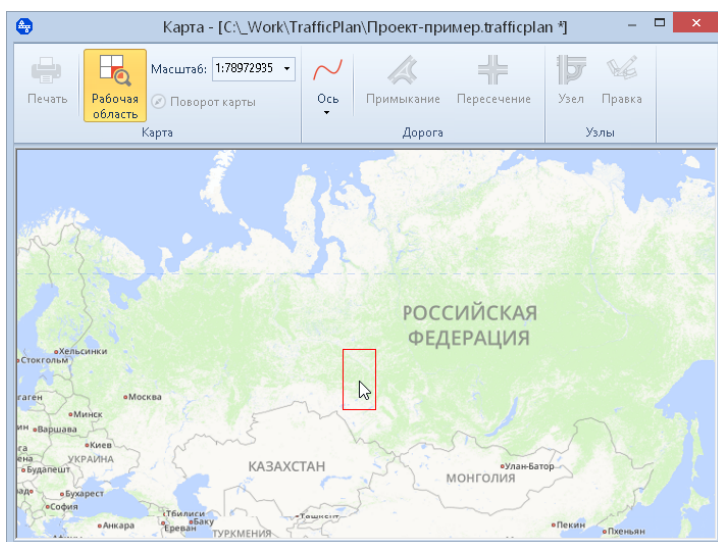 Карта - [C:\_Work\TrafficPlan\Проект-пример.trafficplan *]
Масштаб: 1:78972935
Печать
Рабочая область
Поворот карты
Ось
Примыкание
Пересечение
Узел
Правка
Карта
Дорога
Узлы
РОССИЙСКАЯ
ФЕДЕРАЦИЯ
Хельсинки
Стокгольм
Москва
Минск
Варшава
Киев
УКРАИНА
Будапешт
КАЗАХСТАН
Улан-Батор
МОНГОЛИЯ
Бухарест
София
Тбилиси
Баку
Анкара
Ереван
ТУРКМЕНИЯ
Ташкент
Пекин
Пхеньян